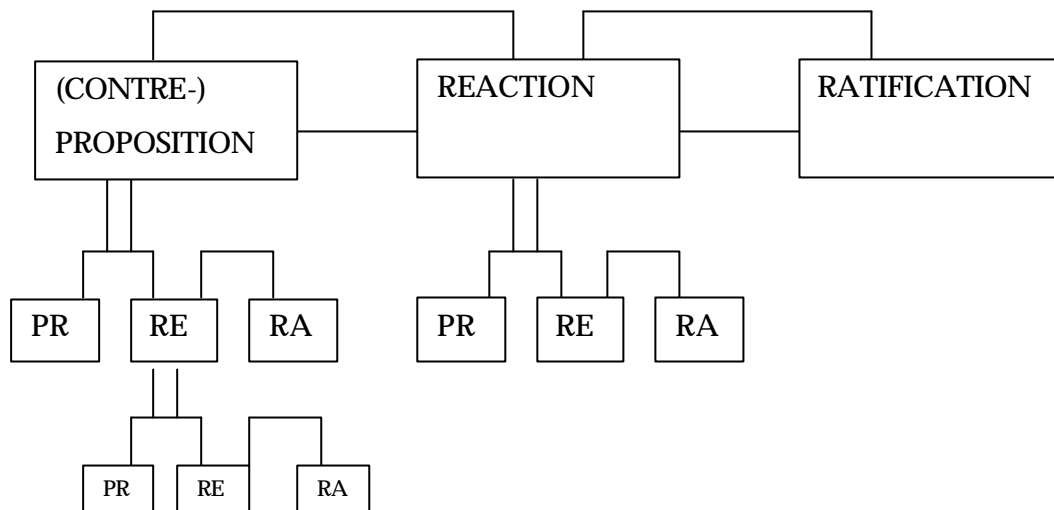 (CONTRE-)
PROPOSITION
REACTION
RATIFICATION
PR
RE
RA
PR
RE
RA
PR
RE
RA